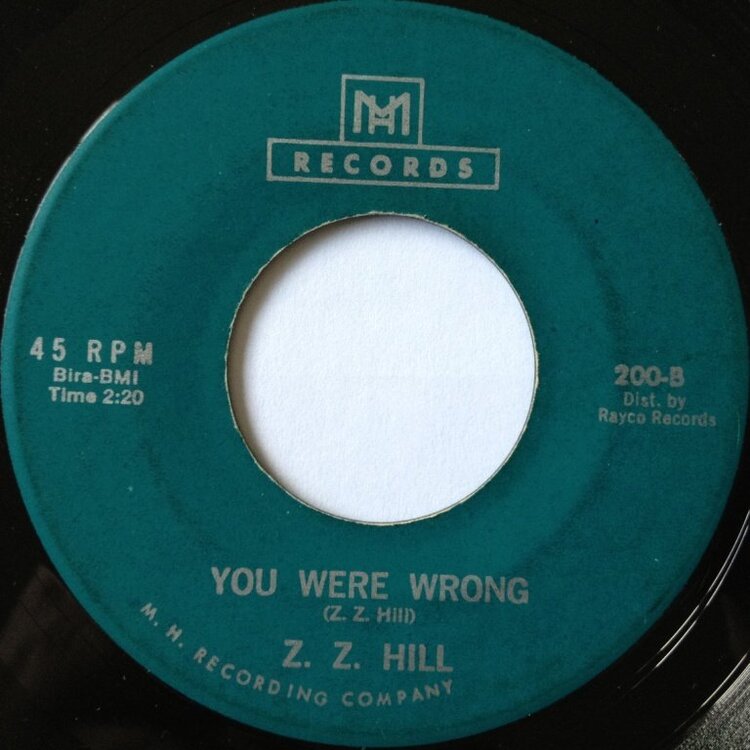 MH
RECORDS
45 RPM
Bira-BMI
Time 2:20
200-B
Dist. by
Rayco Records
YOU WERE WRONG
(Z. Z. Hill)
Z. Z. HILL
M. H. RECORDING COMPANY